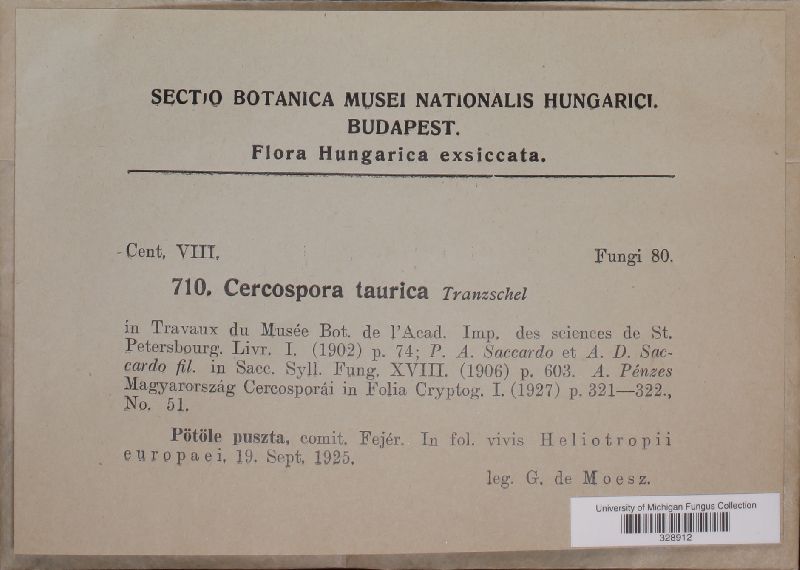 SECTIO BOTANICA MUSEI NATIONALIS HUNGARICI.
BUDAPEST.
Flora Hungarica exsiccata.
Cent. VIII.
Fungi 80.
710. Cercospora taurica Tranzschel
in Travaux du Musée Bot. de l'Acad. Imp. des sciences de St.
Petersbourg. Livr. I. (1902) p. 74; P. A. Saccardo et A. D. Sac-
cardo fil. in Sacc. Syll. Fung. XVIII. (1906) p. 603. A. Pénzes
Magyarország Cercosporái in Folia Cryptog. I. (1927) p. 321—322.,
No. 51.
Pötöle puszta, comit. Fejér. In fol. vivis Heliotropii
europaei, 19. Sept. 1925.
leg. G. de Moesz.
University of Michigan Fungus Collection
328912